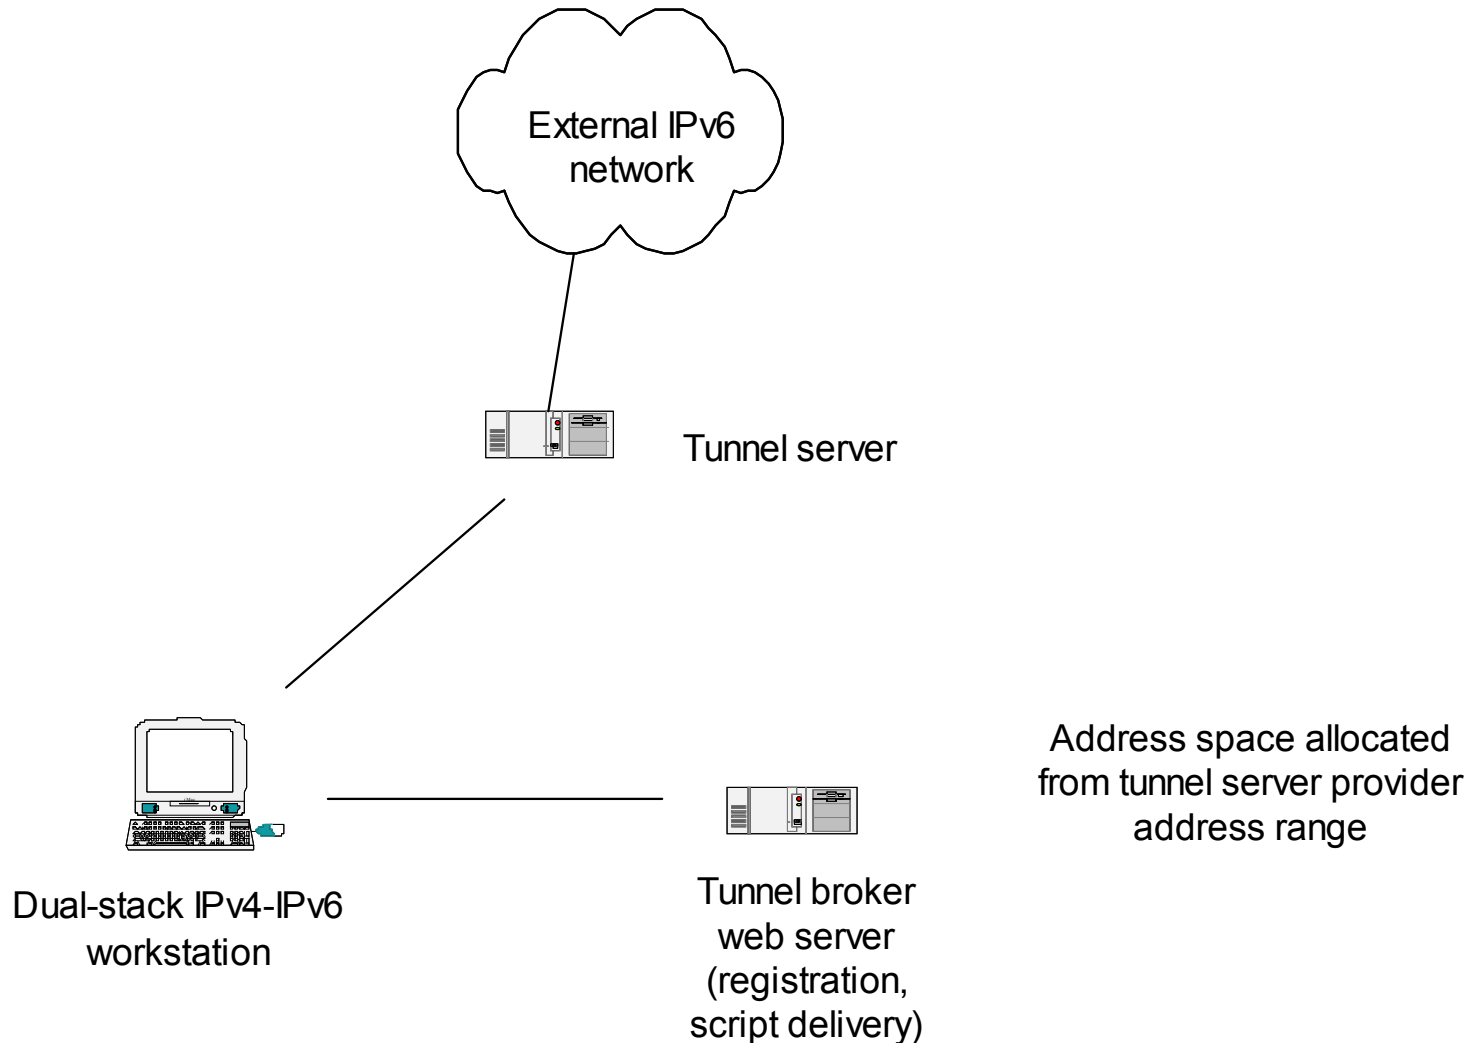 External IPv6
network
Tunnel server
Dual-stack IPv4-IPv6
workstation
Tunnel broker
web server
(registration,
script delivery)
Address space allocated
from tunnel server provider
address range